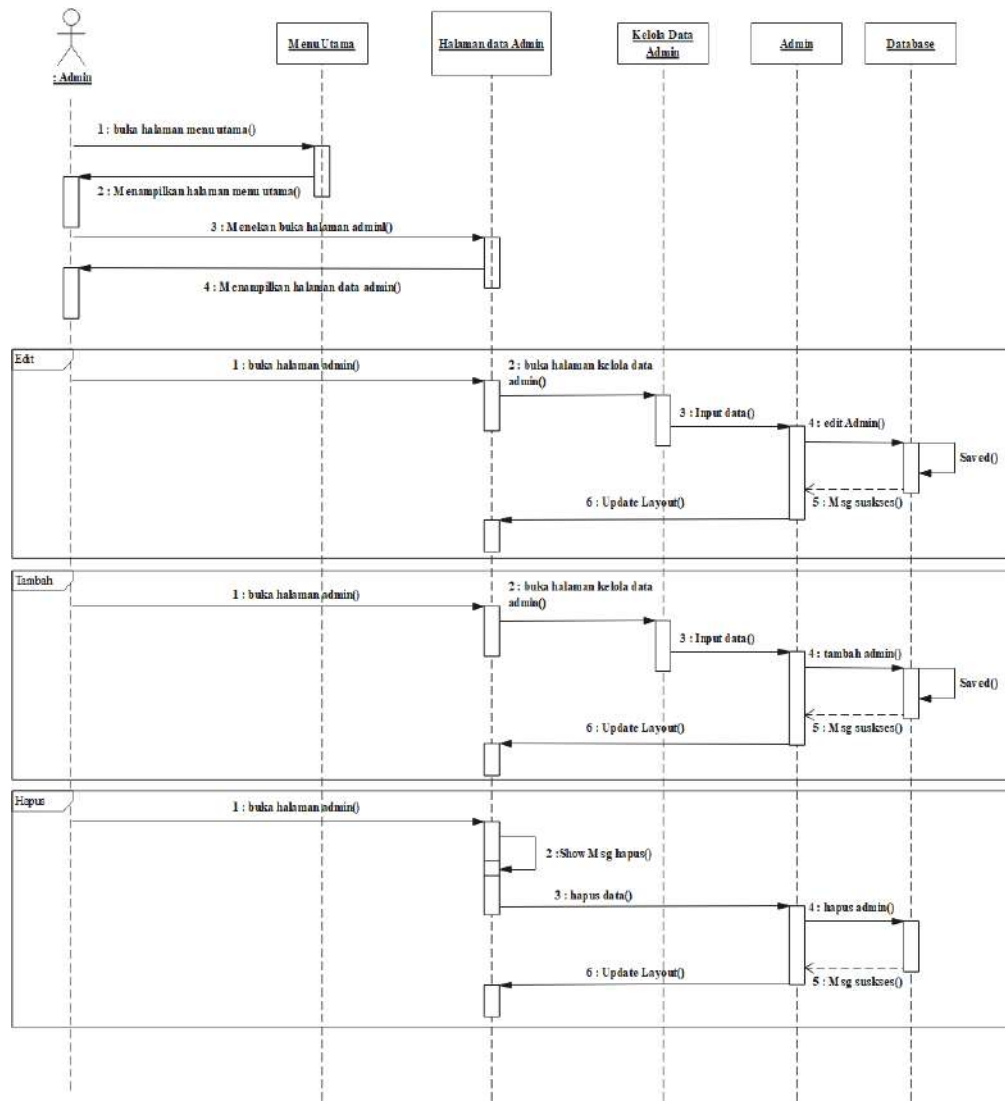 : Admin
Menu Utama
Halaman data Admin
Kelola Data
Admin
Admin
Database
1 : buka halaman menu utama()
2 : Menampilkan halaman menu utama()
3 : Menekan buka halaman adminl()
4 : Menampilkan halaman data admin()
Edit
1 : buka halaman admin()
2 : buka halaman kelola data
admin()
3 : Input data()
4 : edit Admin()
Saved()
5 : Msg suskses()
6 : Update Layout()
Tambah
1 : buka halaman admin()
2 : buka halaman kelola data
admin()
3 : Input data()
4 : tambah admin()
Saved()
5 : Msg suskses()
6 : Update Layout()
Hapus
1 : buka halaman admin()
2 :Show Msg hapus()
3 : hapus data()
4 : hapus admin()
5 : Msg suskses()
6 : Update Layout()